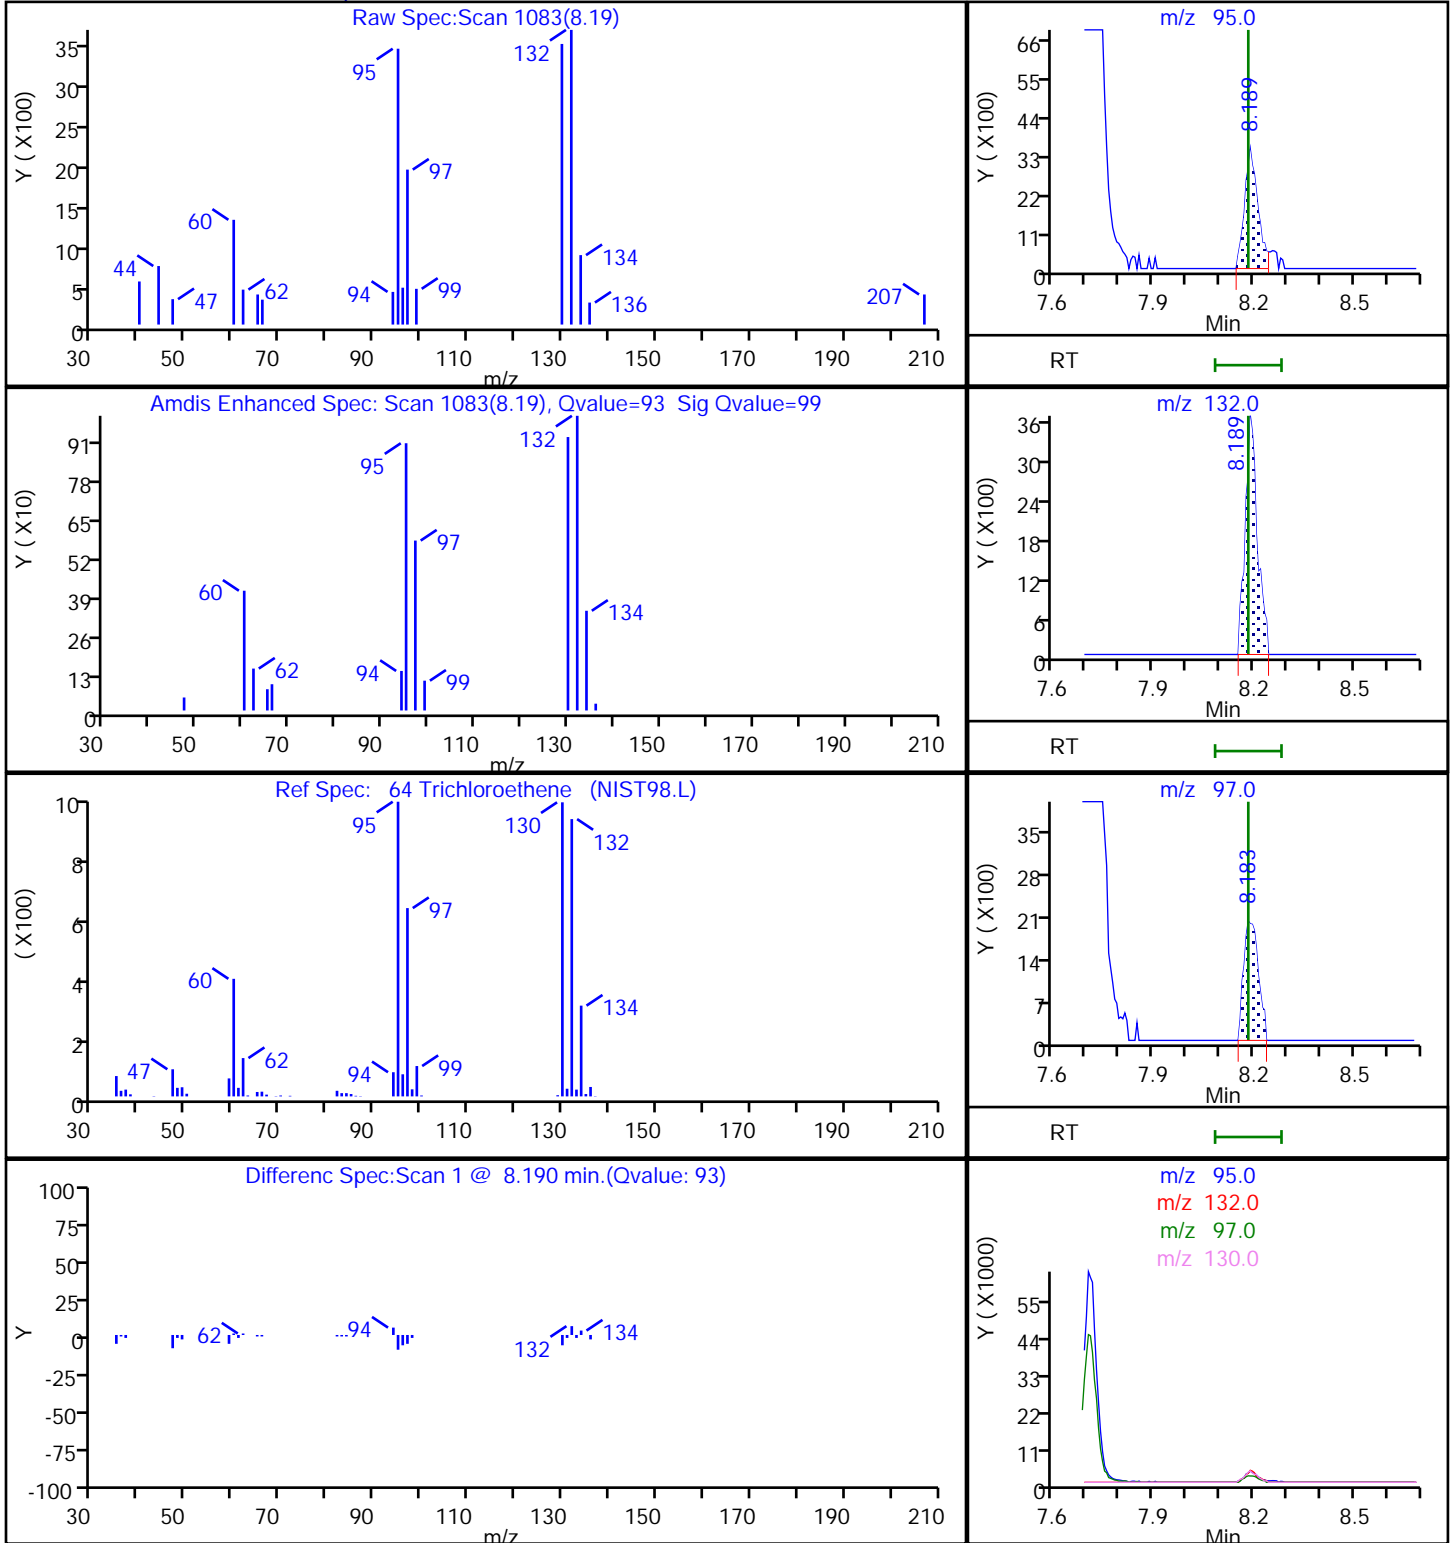 Raw Spec:Scan 1083(8.19)
Y ( X100)
35
30
25
20
15
10
5
0
132
95
97
60
44
47
62
94
99
134
136
207
30 50 70 90 110 130 150 170 190 210
m/z
m/z 95.0
Y ( X100)
66
55
44
33
22
11
0
8.189
7.6 7.9 8.2 8.5
Min
RT
Amdis Enhanced Spec: Scan 1083(8.19), Qvalue=93 Sig Qvalue=99
Y ( X10)
91
78
65
52
39
26
13
0
132
95
97
60
134
94
62
99
30 50 70 90 110 130 150 170 190 210
m/z
m/z 132.0
Y ( X100)
36
30
24
18
12
6
0
8.189
7.6 7.9 8.2 8.5
Min
RT
Ref Spec: 64 Trichloroethene (NIST98.L)
( X100)
10
8
6
4
2
0
95
130
132
97
60
134
47
62
94
99
30 50 70 90 110 130 150 170 190 210
m/z 97.0
Y ( X100)
35
28
21
14
7
0
8.183
7.6 7.9 8.2 8.5
Min
RT
Differenc Spec:Scan 1 @ 8.190 min.(Qvalue: 93)
Y
100
75
50
25
0
-25
-50
-75
-100
62
94
132
134
30 50 70 90 110 130 150 170 190 210
m/z
m/z 95.0
m/z 132.0
m/z 97.0
m/z 130.0
Y ( X1000)
55
44
33
22
11
0
7.6 7.9 8.2 8.5
Min